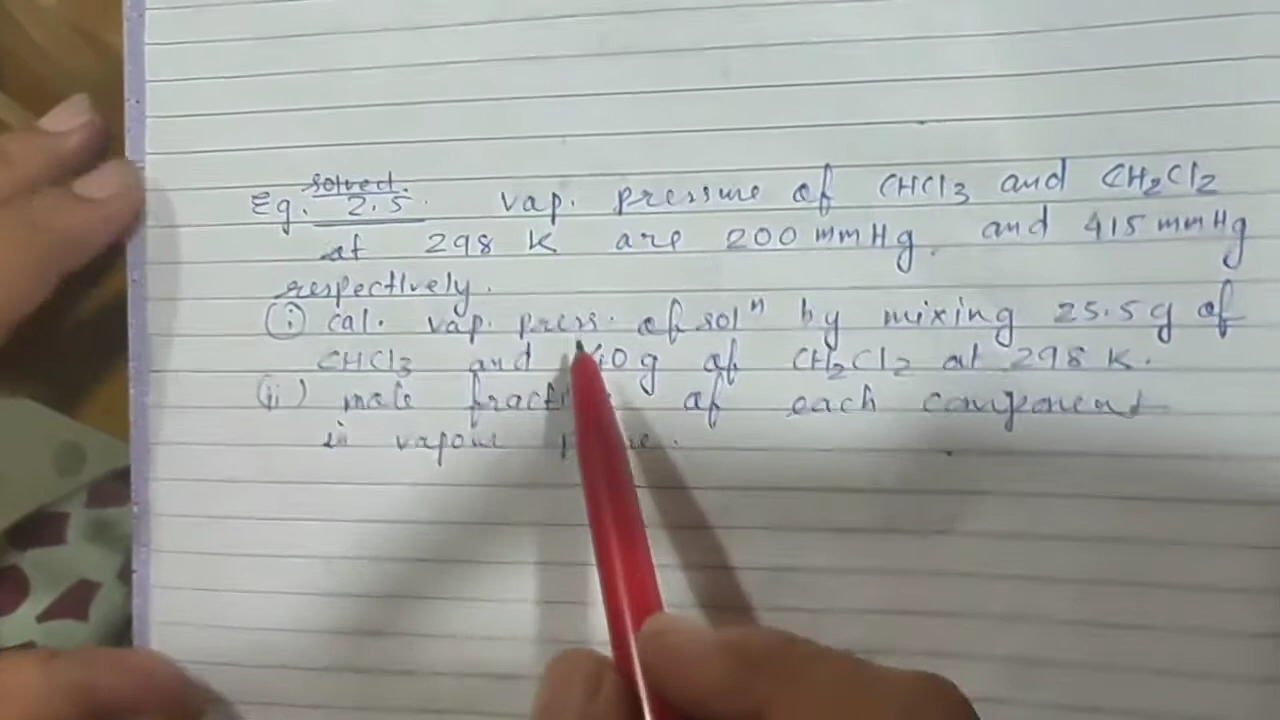 solved.
Eg. 2.5. vap. pressure of CHCl3 and CH2Cl2
at 298 K are 200 mmHg. and 415 mmHg
respectively.
(i) cal. vap. press. of solⁿ by mixing 25.5g of
CHCl3 and 40g of CH2Cl2 at 298 K.
(ii) mole of each component
in vapour